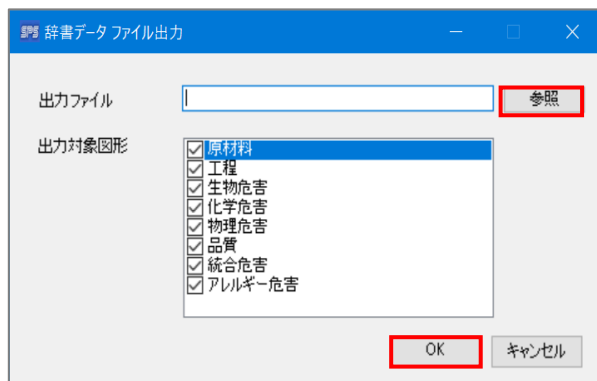 SPS 辞書データ ファイル出力
出力ファイル
参照
出力対象図形
原材料
工程
生物危害
化学危害
物理危害
品質
統合危害
アレルギー危害
OK
キャンセル